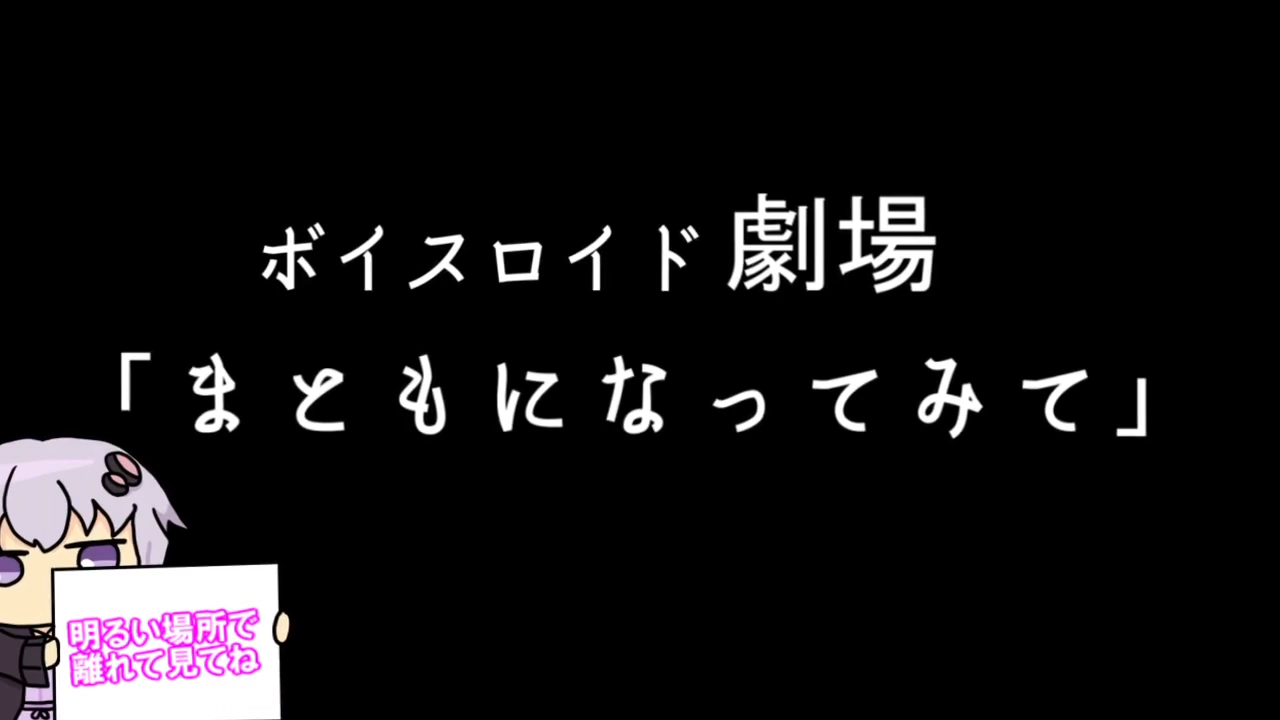 ボイスロイド劇場
「まともになってみて」
明るい場所で
離れて見てね